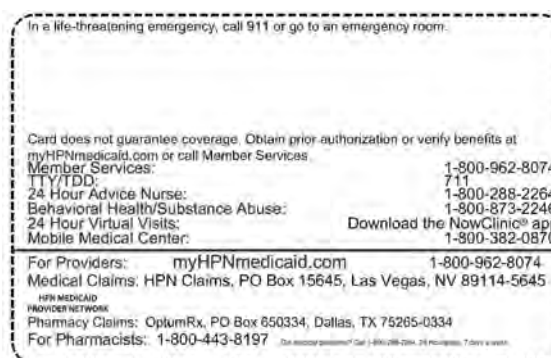 In a life-threatening emergency, call 911 or go to an emergency room.
Card does not guarantee coverage. Obtain prior authorization or verify benefits at
myHPNmedicaid.com or call Member Services.
Member Services: 1-800-962-8074
TTY/TDD: 711
24 Hour Advice Nurse: 1-800-288-2264
Behavioral Health/Substance Abuse: 1-800-873-2246
24 Hour Virtual Visits: Download the NowClinic® app
Mobile Medical Center: 1-800-382-0870
For Providers: myHPNmedicaid.com 1-800-962-8074
Medical Claims: HPN Claims, PO Box 15645, Las Vegas, NV 89114-5645
HPN MEDICAID
PROVIDER NETWORK
Pharmacy Claims: OptumRx, PO Box 650334, Dallas, TX 75265-0334
For Pharmacists: 1-800-443-8197